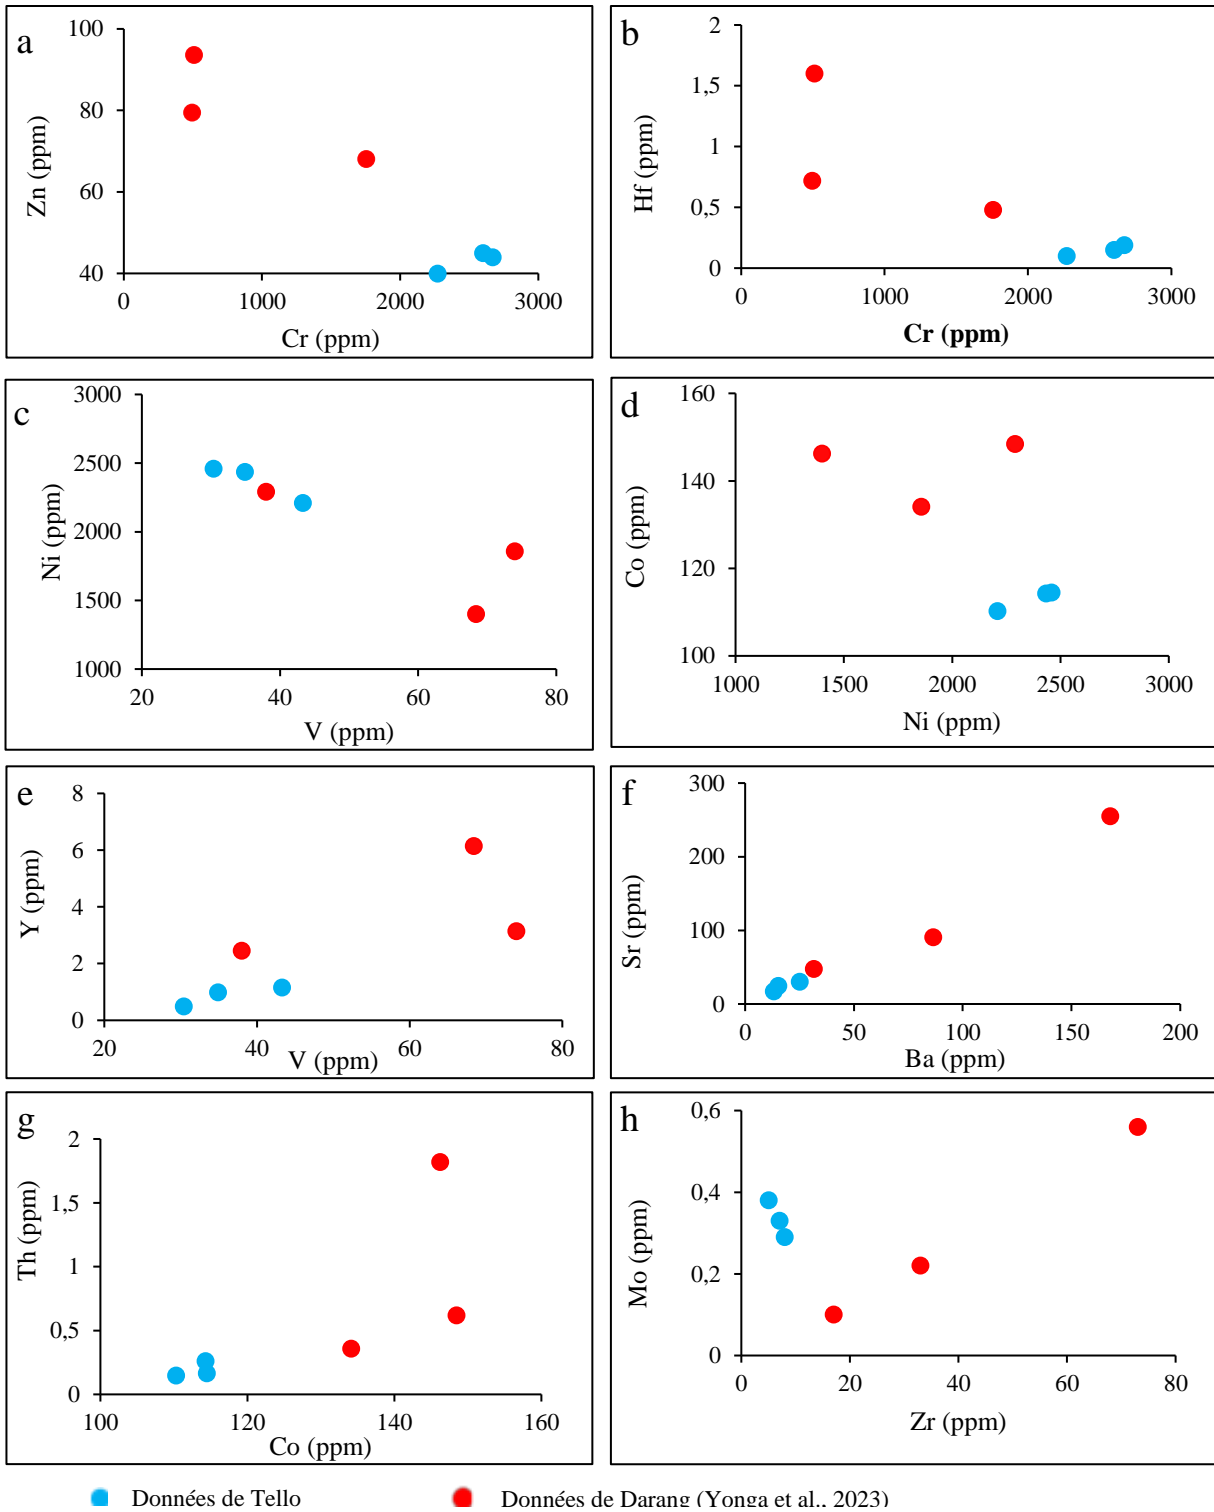 a
100
80
60
40
Zn (ppm)
0 1000 2000 3000
Cr (ppm)
b
2
1,5
1
0,5
0
Hf (ppm)
0 1000 2000 3000
Cr (ppm)
c
3000
2500
2000
1500
1000
Ni (ppm)
20 40 60 80
V (ppm)
d
160
140
120
100
Co (ppm)
1000 1500 2000 2500 3000
Ni (ppm)
e
8
6
4
2
0
Y (ppm)
20 40 60 80
V (ppm)
f
300
200
100
0
Sr (ppm)
0 50 100 150 200
Ba (ppm)
g
2
1,5
1
0,5
0
Th (ppm)
100 120 140 160
Co (ppm)
h
0,6
0,4
0,2
0
Mo (ppm)
0 20 40 60 80
Zr (ppm)
Données de Tello
Données de Darang (Yonga et al., 2023)